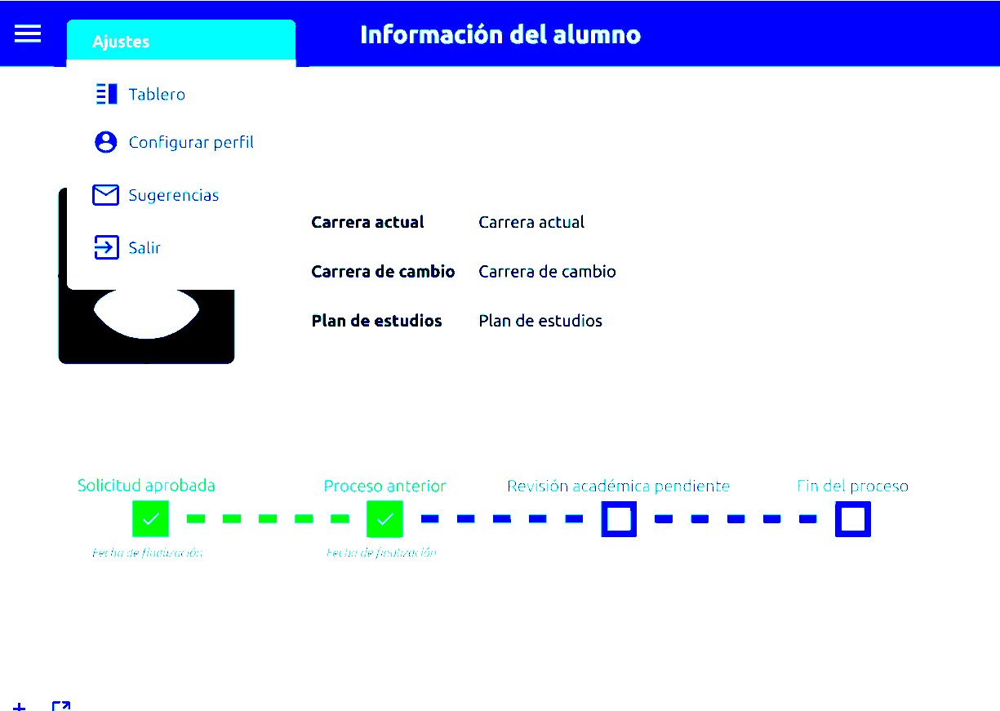 Ajustes
Información del alumno
Tablero
Configurar perfil
Sugerencias
Salir
Carrera actual Carrera actual
Carrera de cambio Carrera de cambio
Plan de estudios Plan de estudios
Solicitud aprobada Proceso anterior Revisión académica pendiente Fin del proceso
Fecha de finalización Fecha de finalización